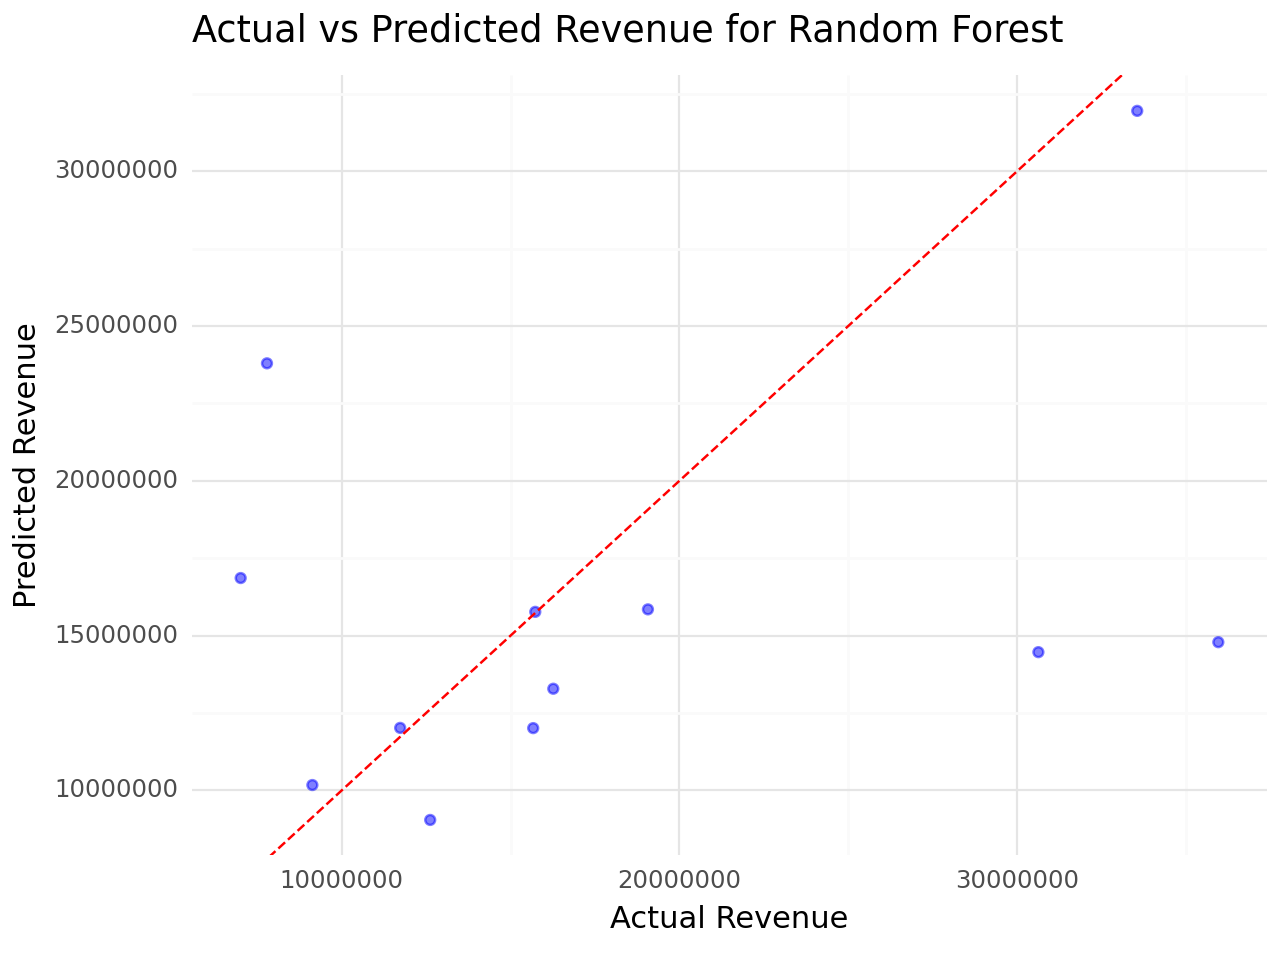 Actual vs Predicted Revenue for Random Forest
30000000
25000000
20000000
15000000
10000000
Predicted Revenue
10000000 20000000 30000000
Actual Revenue